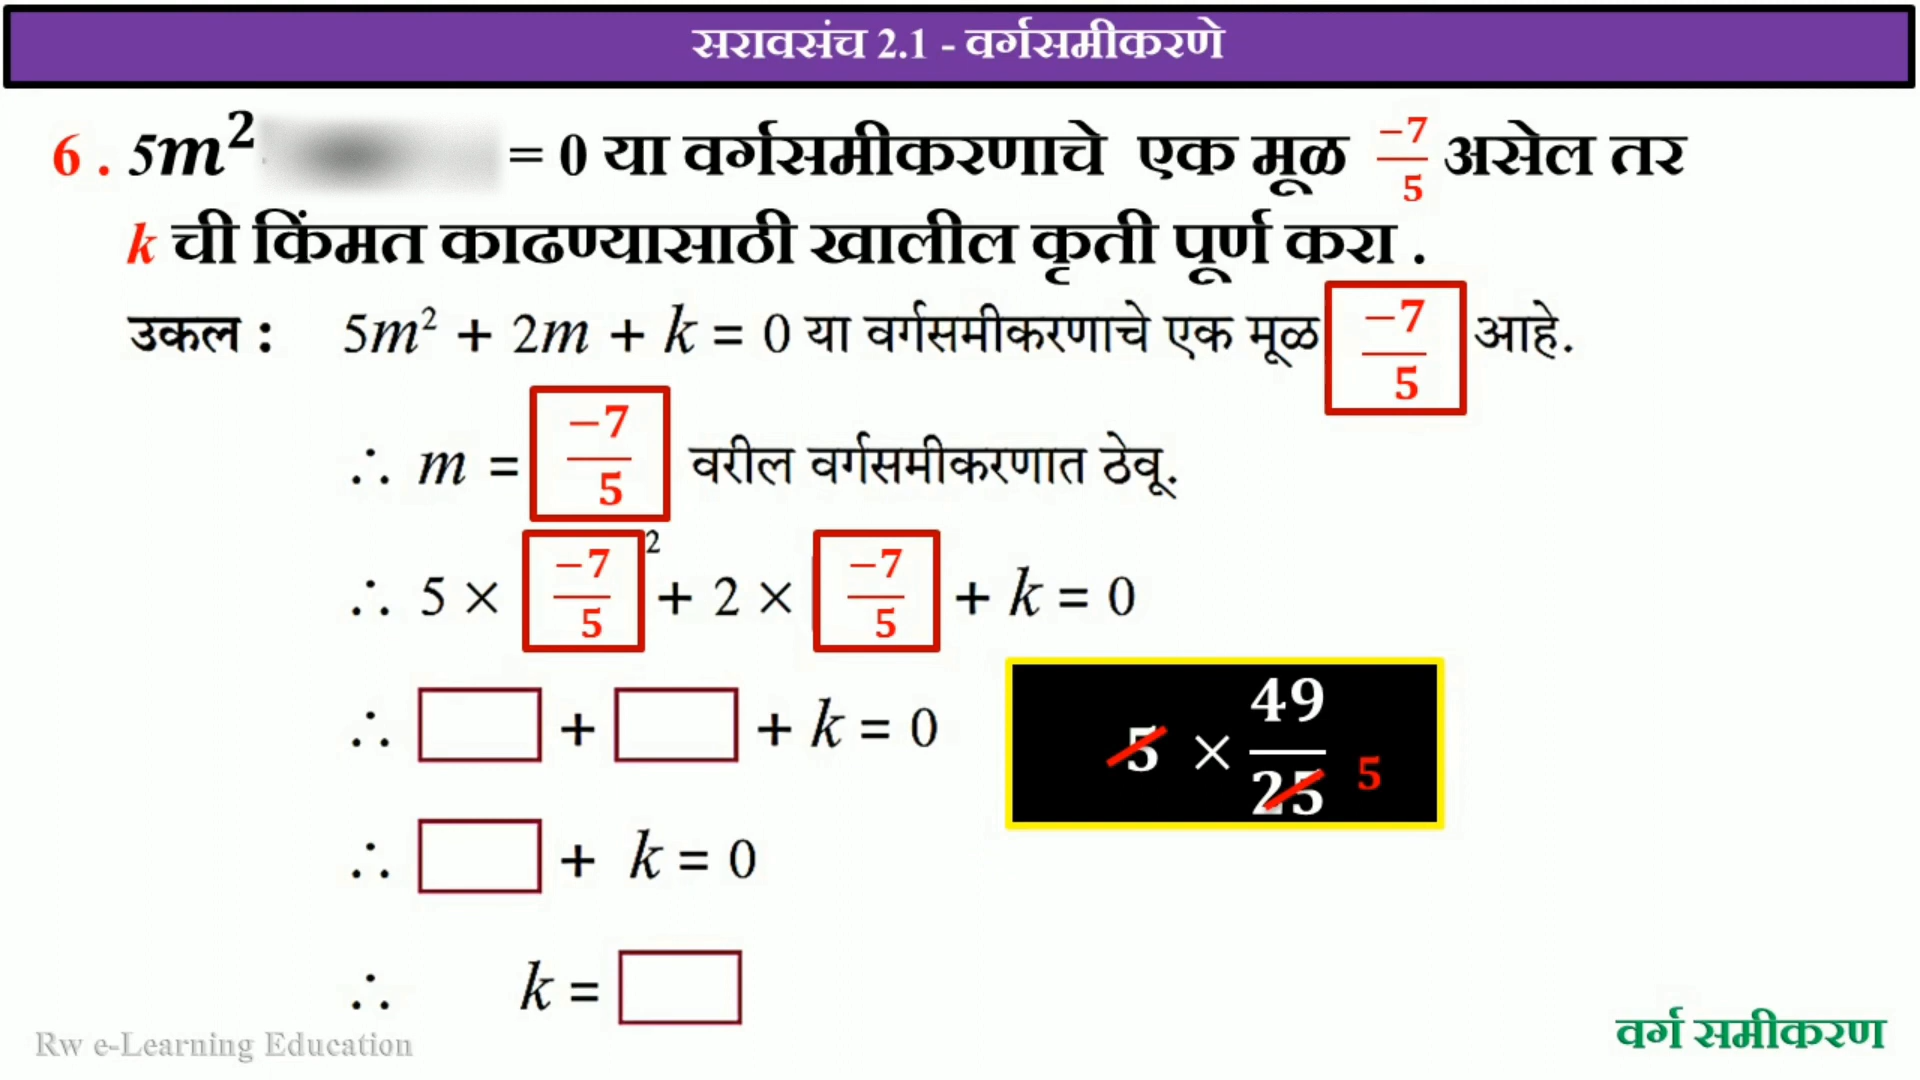 सरावसंच 2.1 - वर्गसमीकरणे
6 . 5m² = 0 या वर्गसमीकरणाचे एक मूळ −7/5 असेल तर
k ची किंमत काढण्यासाठी खालील कृती पूर्ण करा .
उकल : 5m² + 2m + k = 0 या वर्गसमीकरणाचे एक मूळ −7/5 आहे.
∴ m = −7/5 वरील वर्गसमीकरणात ठेवू.
∴ 5 × −7/5 ² + 2 × −7/5 + k = 0
∴ + + k = 0
5 × 49/25 5
∴ + k = 0
∴ k =
Rw e-Learning Education
वर्ग समीकरण